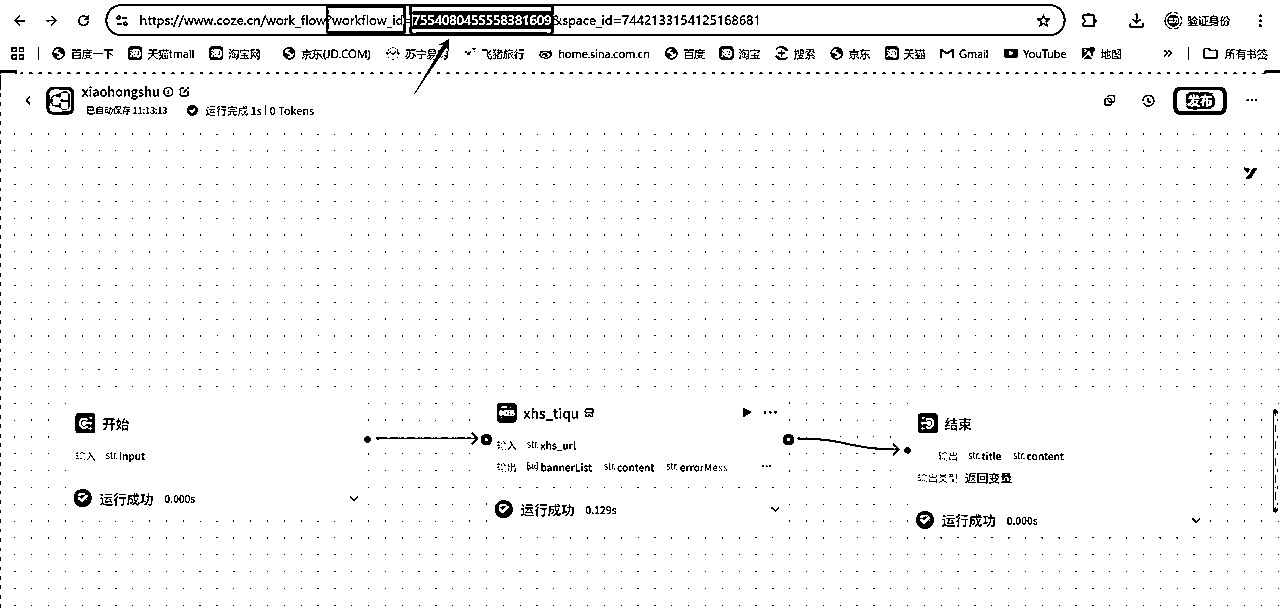 https://www.coze.cn/work_flow?workflow_id=7554080455558381609&space_id=7442133154125168681
验证身份
百度一下 天猫tmall 淘宝网 京东(JD.COM) 飞猪旅行 home.sina.com.cn 百度 淘宝 搜索 京东 天猫 Gmail YouTube 地图 » 所有书签
xiaohongshu
已自动保存 11:13:13 运行完成 1s | 0 Tokens
发布
开始
输入 str.input
运行成功 0.000s
xhs_tiqu
输入 str.xhs_url
输出 bannerList str.content str.errorMess
运行成功 0.129s
结束
输出 str.title str.content
输出类型 返回变量
运行成功 0.000s